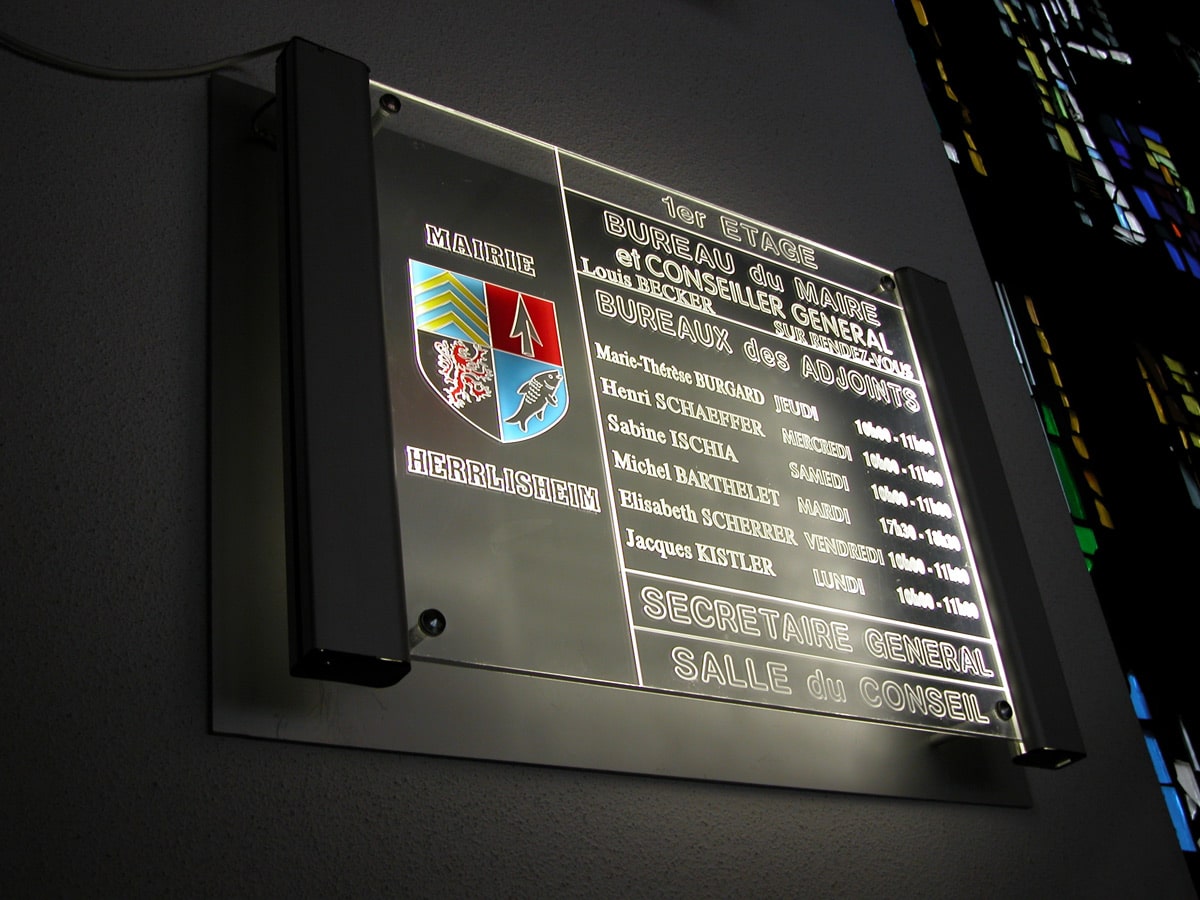 MAIRIE
HERRLISHEIM
1er ETAGE
BUREAU du MAIRE
et CONSEILLER GENERAL
Louis BECKER SUR RENDEZ-VOUS
BUREAUX des ADJOINTS
Marie-Thérèse BURGARD JEUDI 10h00 - 11h00
Henri SCHAEFFER MERCREDI 10h00 - 11h00
Sabine ISCHIA SAMEDI 10h00 - 11h00
Michel BARTHELET MARDI 17h30 - 18h30
Elisabeth SCHERRER VENDREDI 10h00 - 11h00
Jacques KISTLER LUNDI 10h00 - 11h00
SECRETAIRE GENERAL
SALLE du CONSEIL